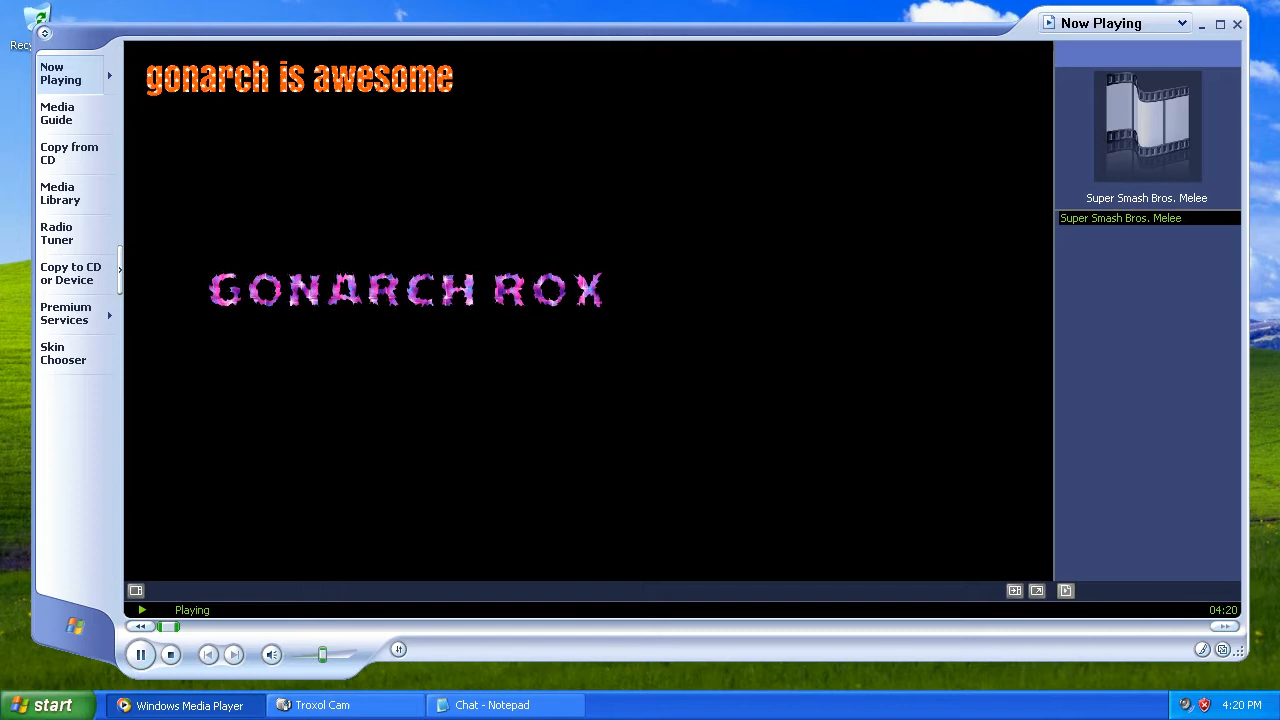 Recy
Now Playing
gonarch is awesome
Now
Playing
Media
Guide
Copy from
CD
Media
Library
Radio
Tuner
Copy to CD
or Device
Premium
Services
Skin
Chooser
GONARCH ROX
Super Smash Bros. Melee
Super Smash Bros. Melee
Playing
04:20
start
Windows Media Player
Troxol Cam
Chat - Notepad
4:20 PM